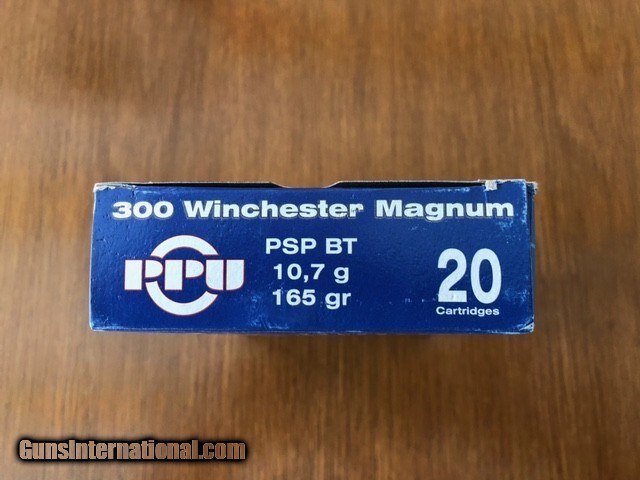 300 Winchester Magnum
PPU
PSP BT
10,7 g
165 gr
20
Cartridges
GunsInternational.com